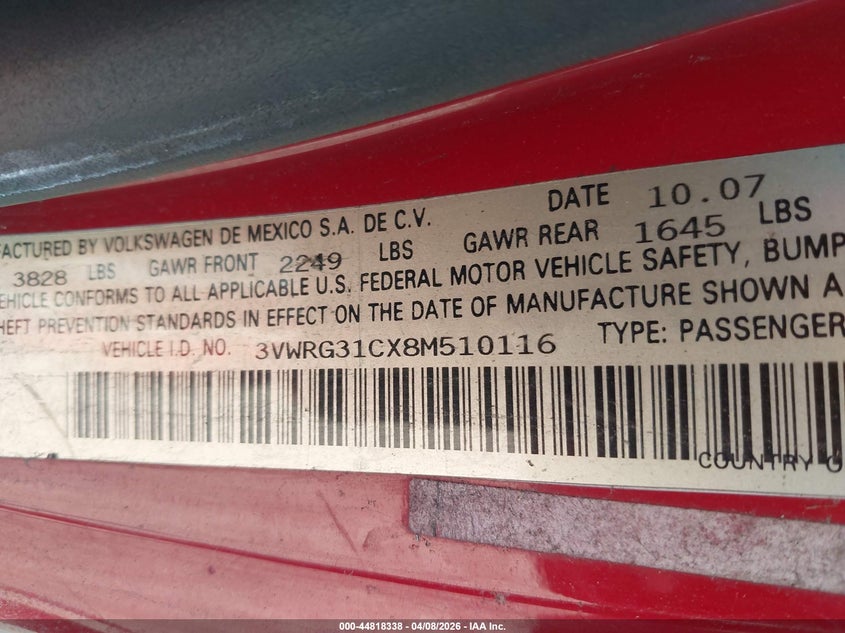 DATE 10.07
FACTURED BY VOLKSWAGEN DE MEXICO S.A. DE C.V.
3828 LBS GAWR FRONT 2249 LBS GAWR REAR 1645 LBS
EHICLE CONFORMS TO ALL APPLICABLE U.S. FEDERAL MOTOR VEHICLE SAFETY, BUMP
HEFT PREVENTION STANDARDS IN EFFECT ON THE DATE OF MANUFACTURE SHOWN A
VEHICLE I.D. NO. 3VWRG31CX8M510116 TYPE: PASSENGER
COUNTRY O
000-44818338 - 04/08/2026 - IAA Inc.